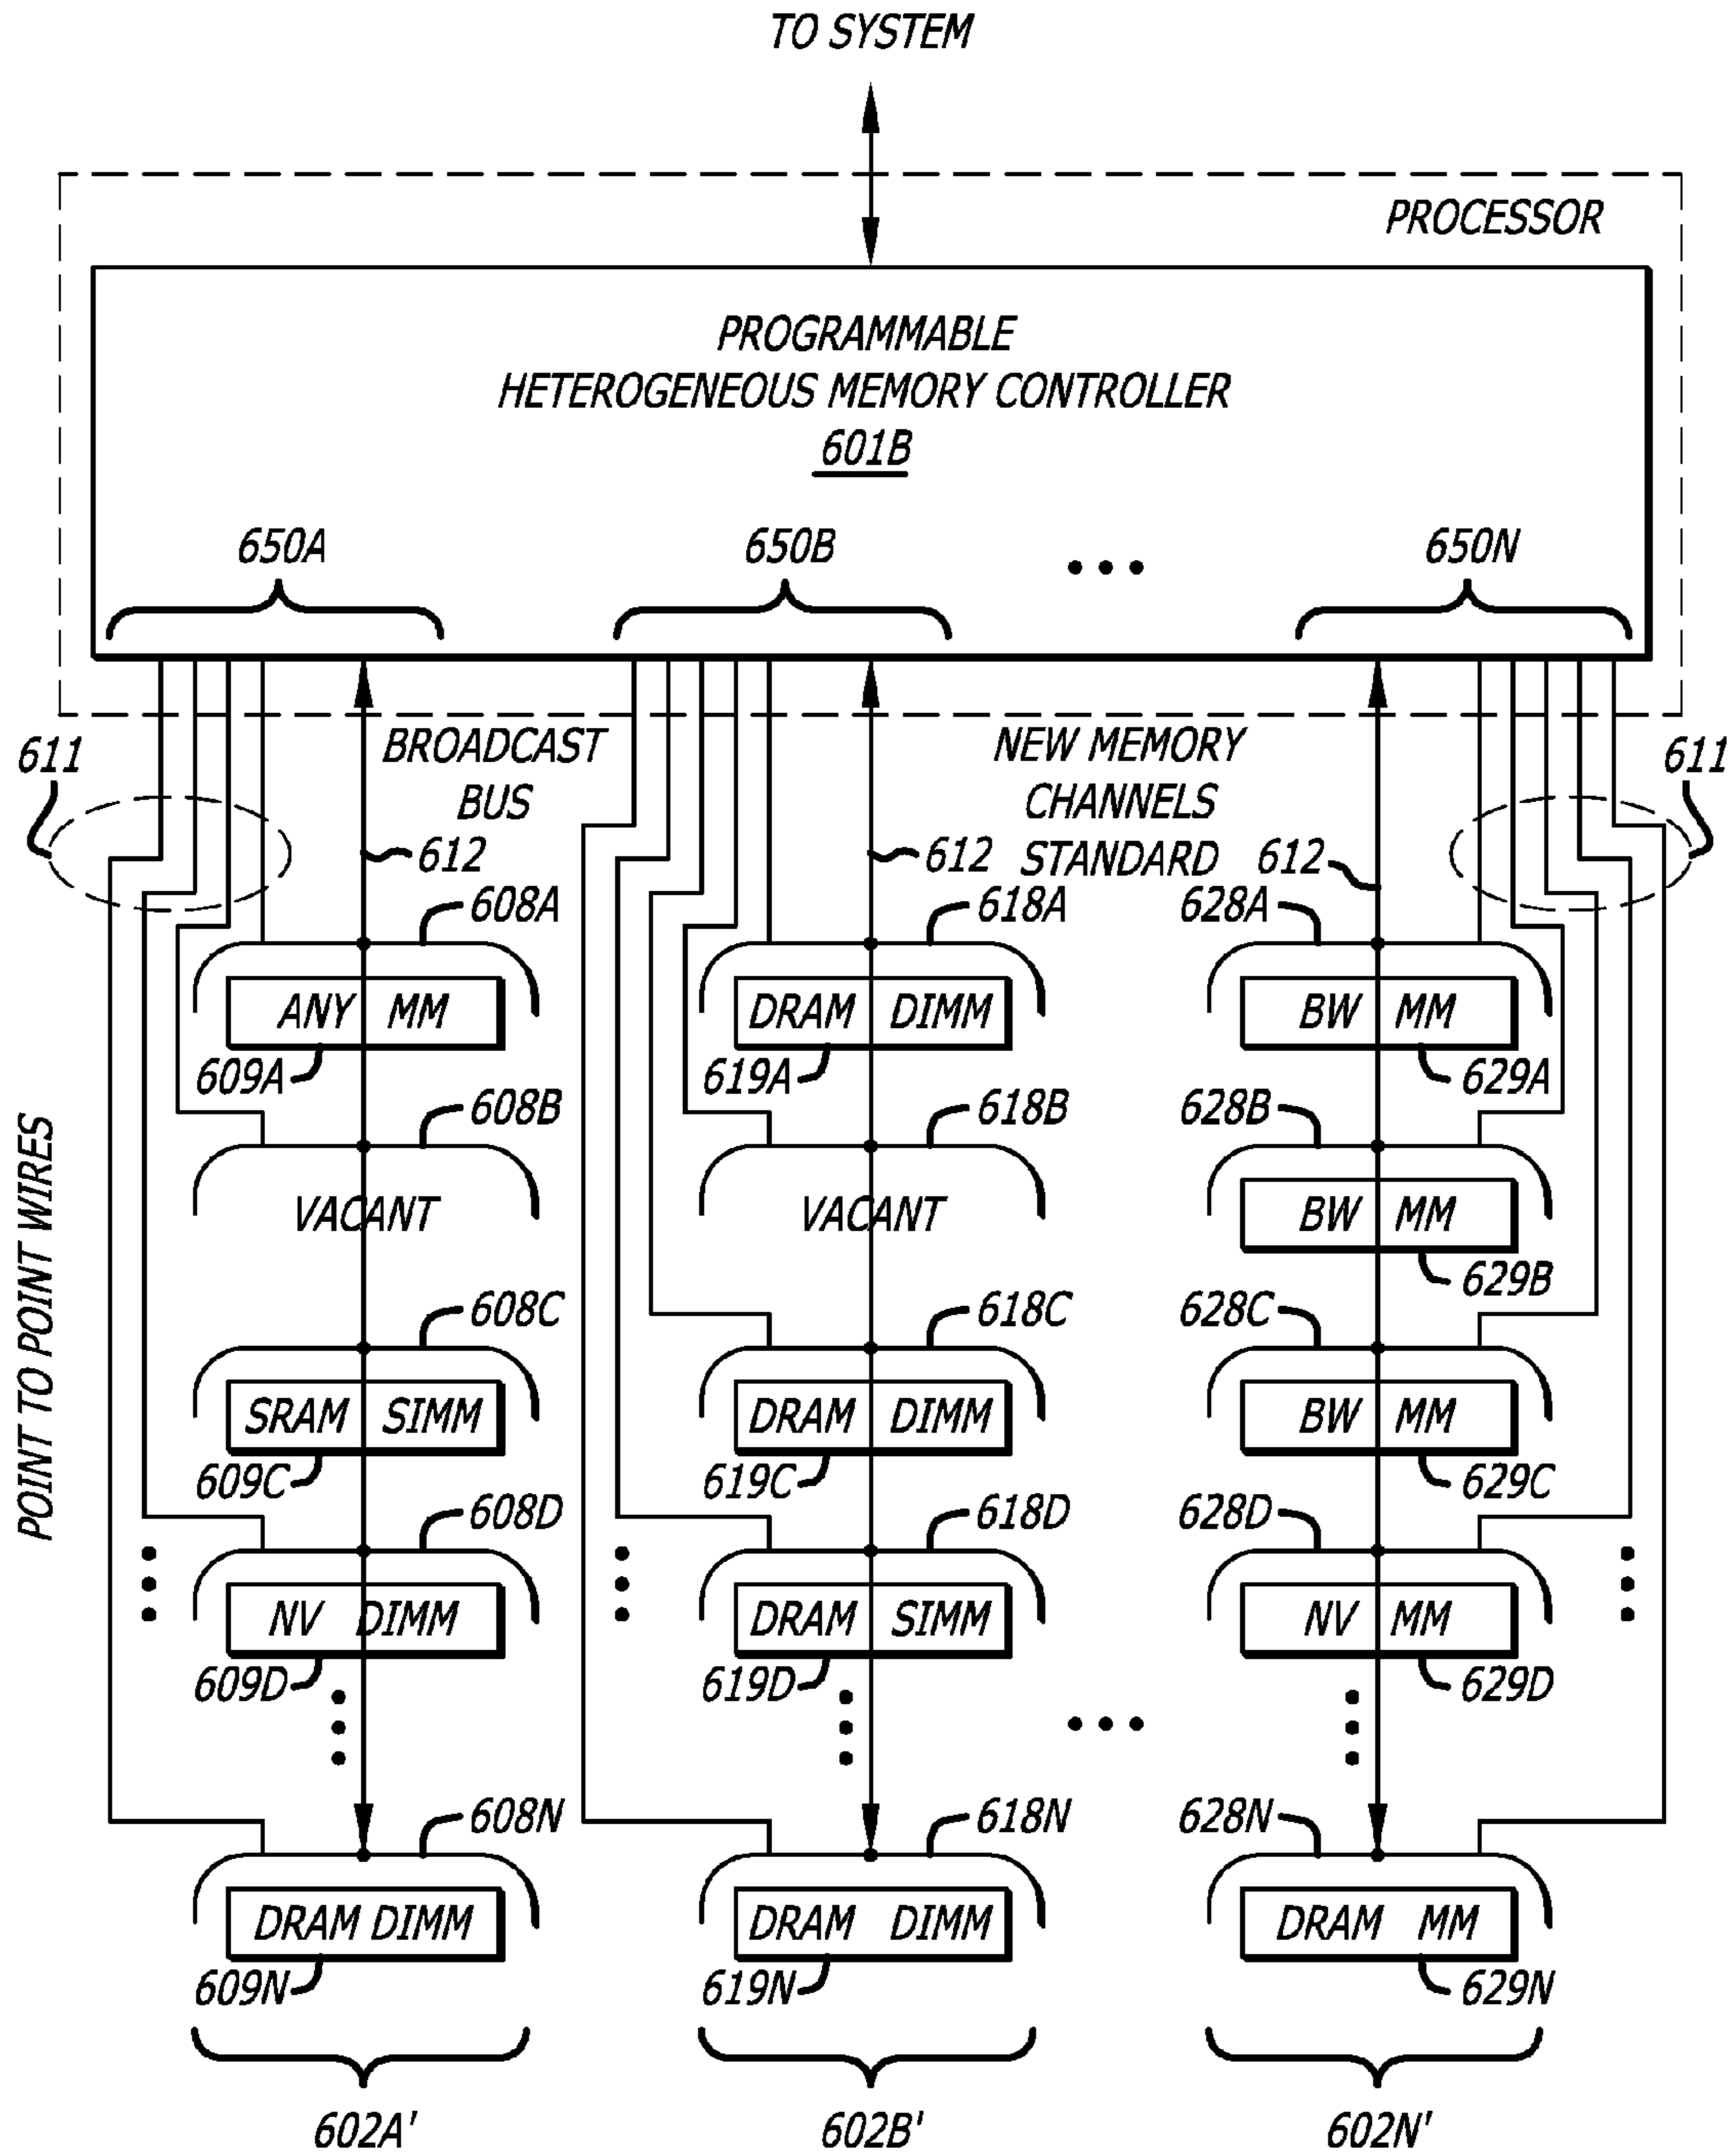 TO SYSTEM
PROCESSOR
PROGRAMMABLE
HETEROGENEOUS MEMORY CONTROLLER
601B
650A
650B
• • •
650N
611
BROADCAST
BUS
NEW MEMORY
CHANNELS
STANDARD
611
612
612
612
608A
618A
628A
ANY MM
DRAM DIMM
BW MM
609A
619A
629A
POINT TO POINT WIRES
608B
618B
628B
VACANT
VACANT
BW MM
629B
608C
618C
628C
SRAM SIMM
DRAM DIMM
BW MM
609C
619C
629C
608D
618D
628D
NV DIMM
DRAM SIMM
NV MM
609D
619D
629D
• • •
608N
618N
628N
DRAM DIMM
DRAM DIMM
DRAM MM
609N
619N
629N
602A'
602B'
602N'